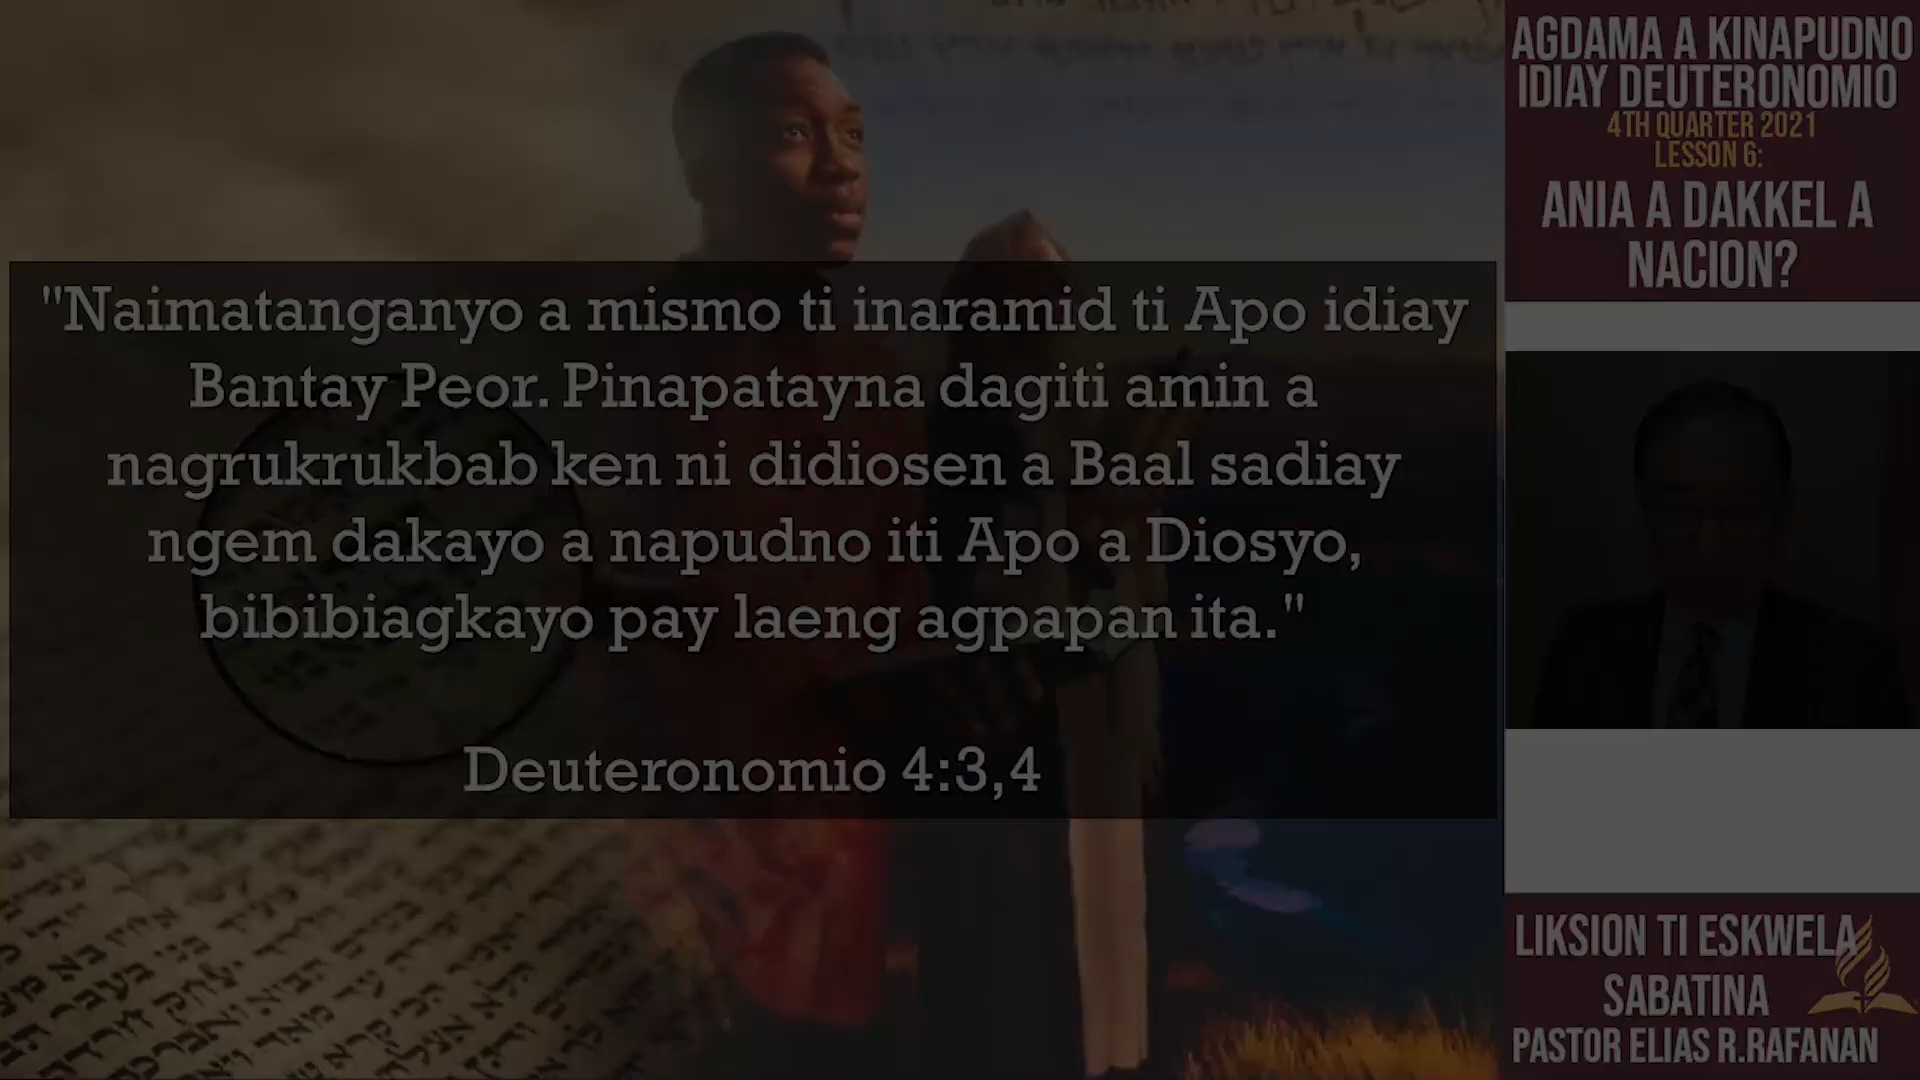 "Naimatanganyo a mismo ti inaramid ti Apo idiay
Bantay Peor. Pinapatayna dagiti amin a
nagrukrukbab ken ni didiosen a Baal sadiay
ngem dakayo a napudno iti Apo a Diosyo,
bibibiagkayo pay laeng agpapan ita."
Deuteronomio 4:3,4
AGDAMA A KINAPUDNO
IDIAY DEUTERONOMIO
4TH QUARTER 2021
LESSON 6:
ANIA A DAKKEL A
NACION?
LIKSION TI ESKWELA
SABATINA
PASTOR ELIAS R.RAFANAN